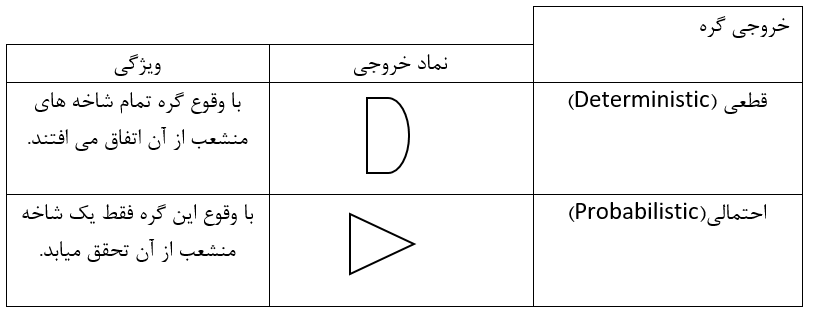 خروجی گره
نماد خروجی
ویژگی
قطعی (Deterministic)
با وقوع گره تمام شاخه های
منشعب از آن اتفاق می افتند.
احتمالی(Probabilistic)
با وقوع این گره فقط یک شاخه
منشعب از آن تحقق میابد.